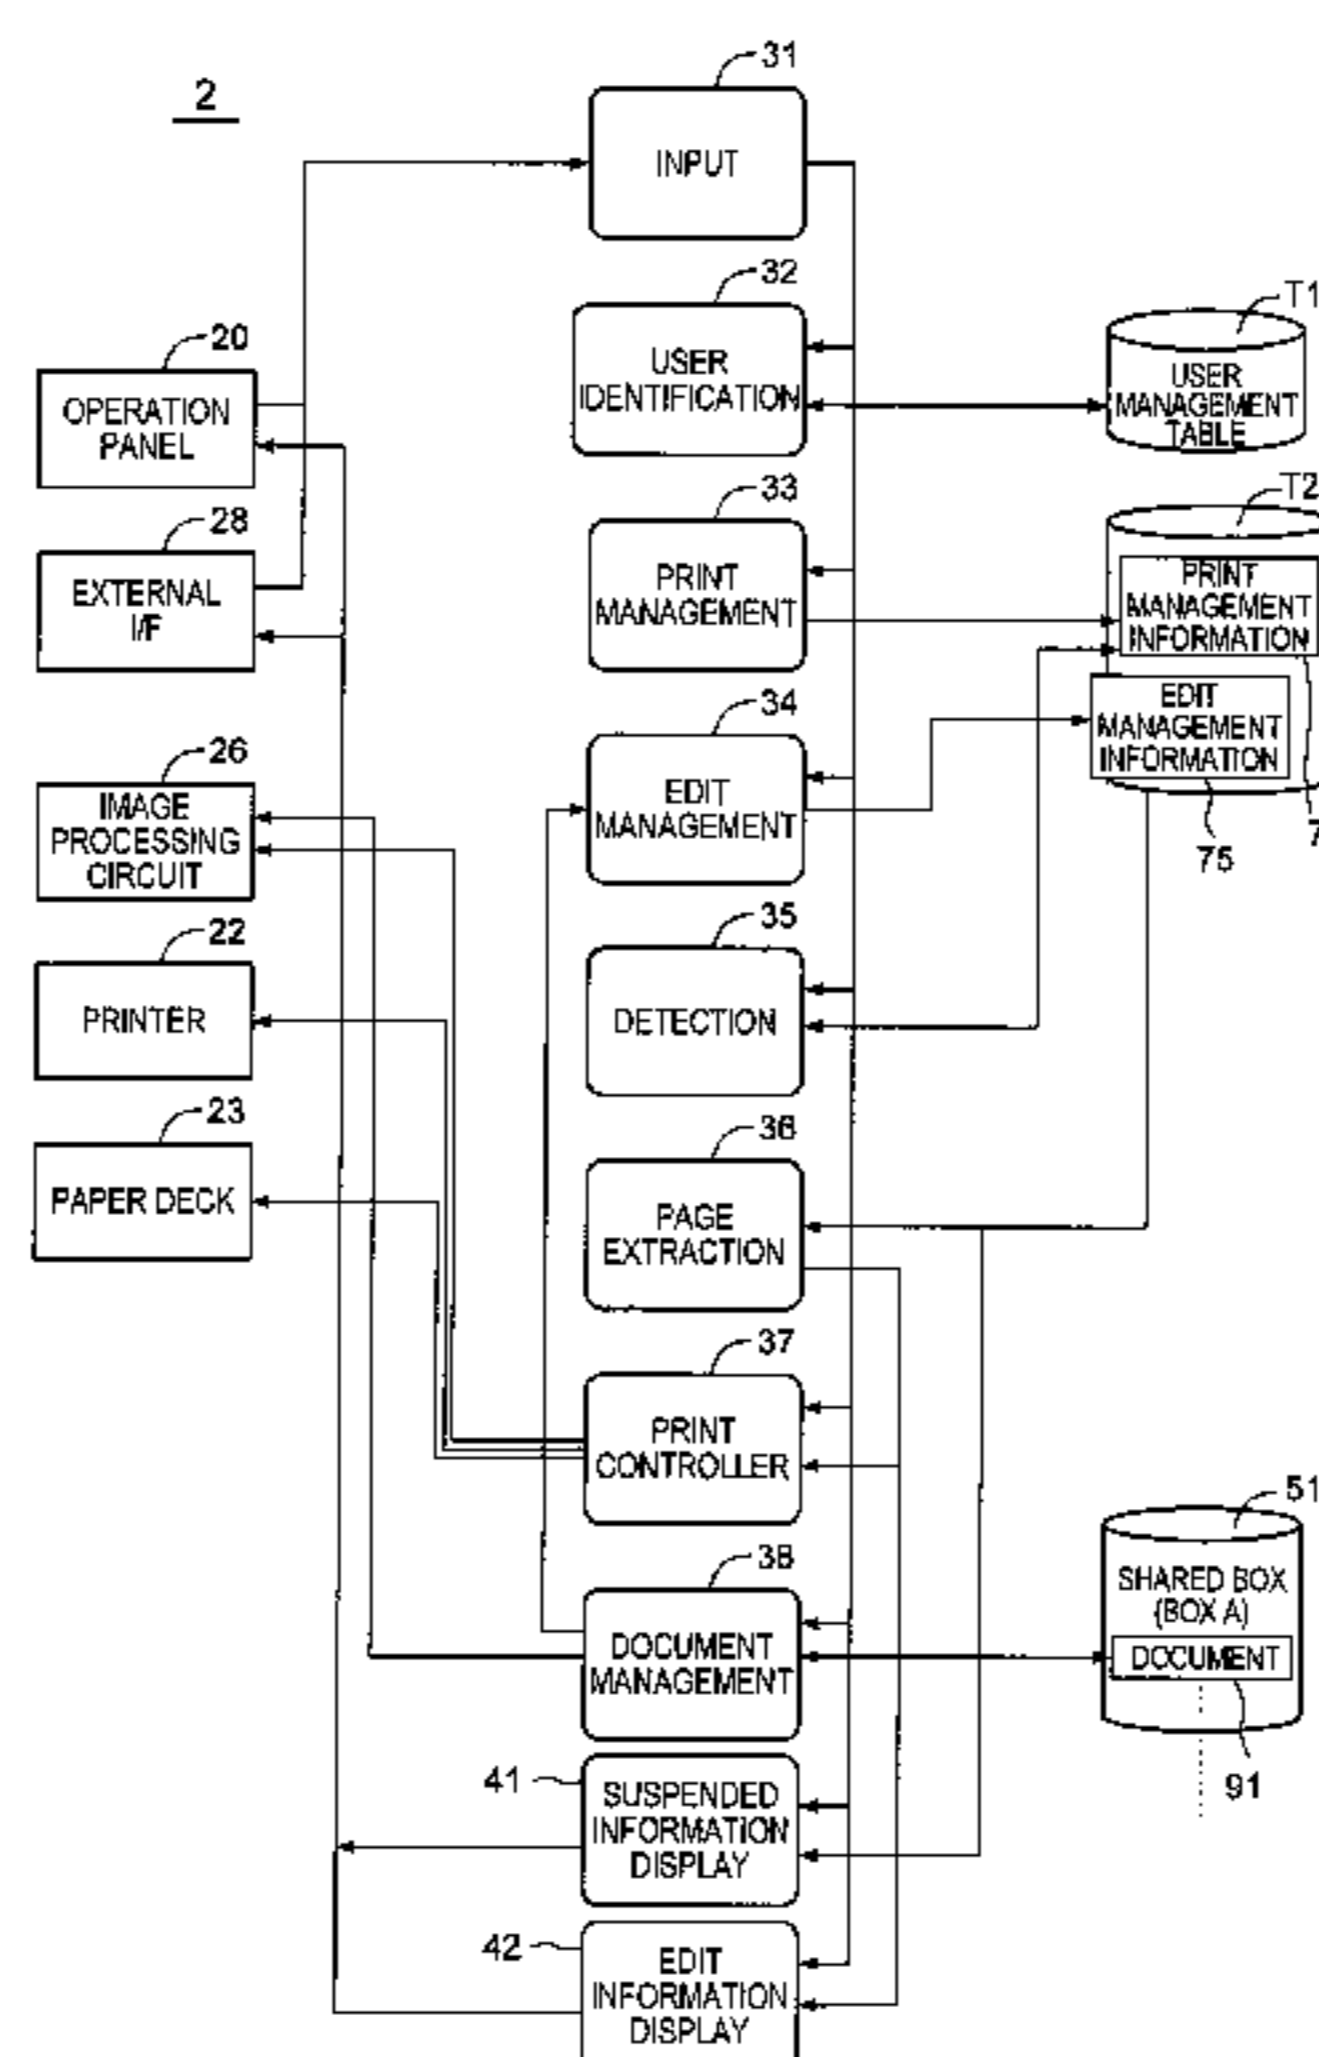 2
31
INPUT
32
USER
IDENTIFICATION
T1
USER
MANAGEMENT
TABLE
20
OPERATION
PANEL
33
PRINT
MANAGEMENT
T2
PRINT
MANAGEMENT
INFORMATION
EDIT
MANAGEMENT
INFORMATION
75
28
EXTERNAL
I/F
34
EDIT
MANAGEMENT
26
IMAGE
PROCESSING
CIRCUIT
35
DETECTION
22
PRINTER
23
PAPER DECK
36
PAGE
EXTRACTION
37
PRINT
CONTROLLER
38
DOCUMENT
MANAGEMENT
51
SHARED BOX
(BOX A)
DOCUMENT
91
41
SUSPENDED
INFORMATION
DISPLAY
42
EDIT
INFORMATION
DISPLAY